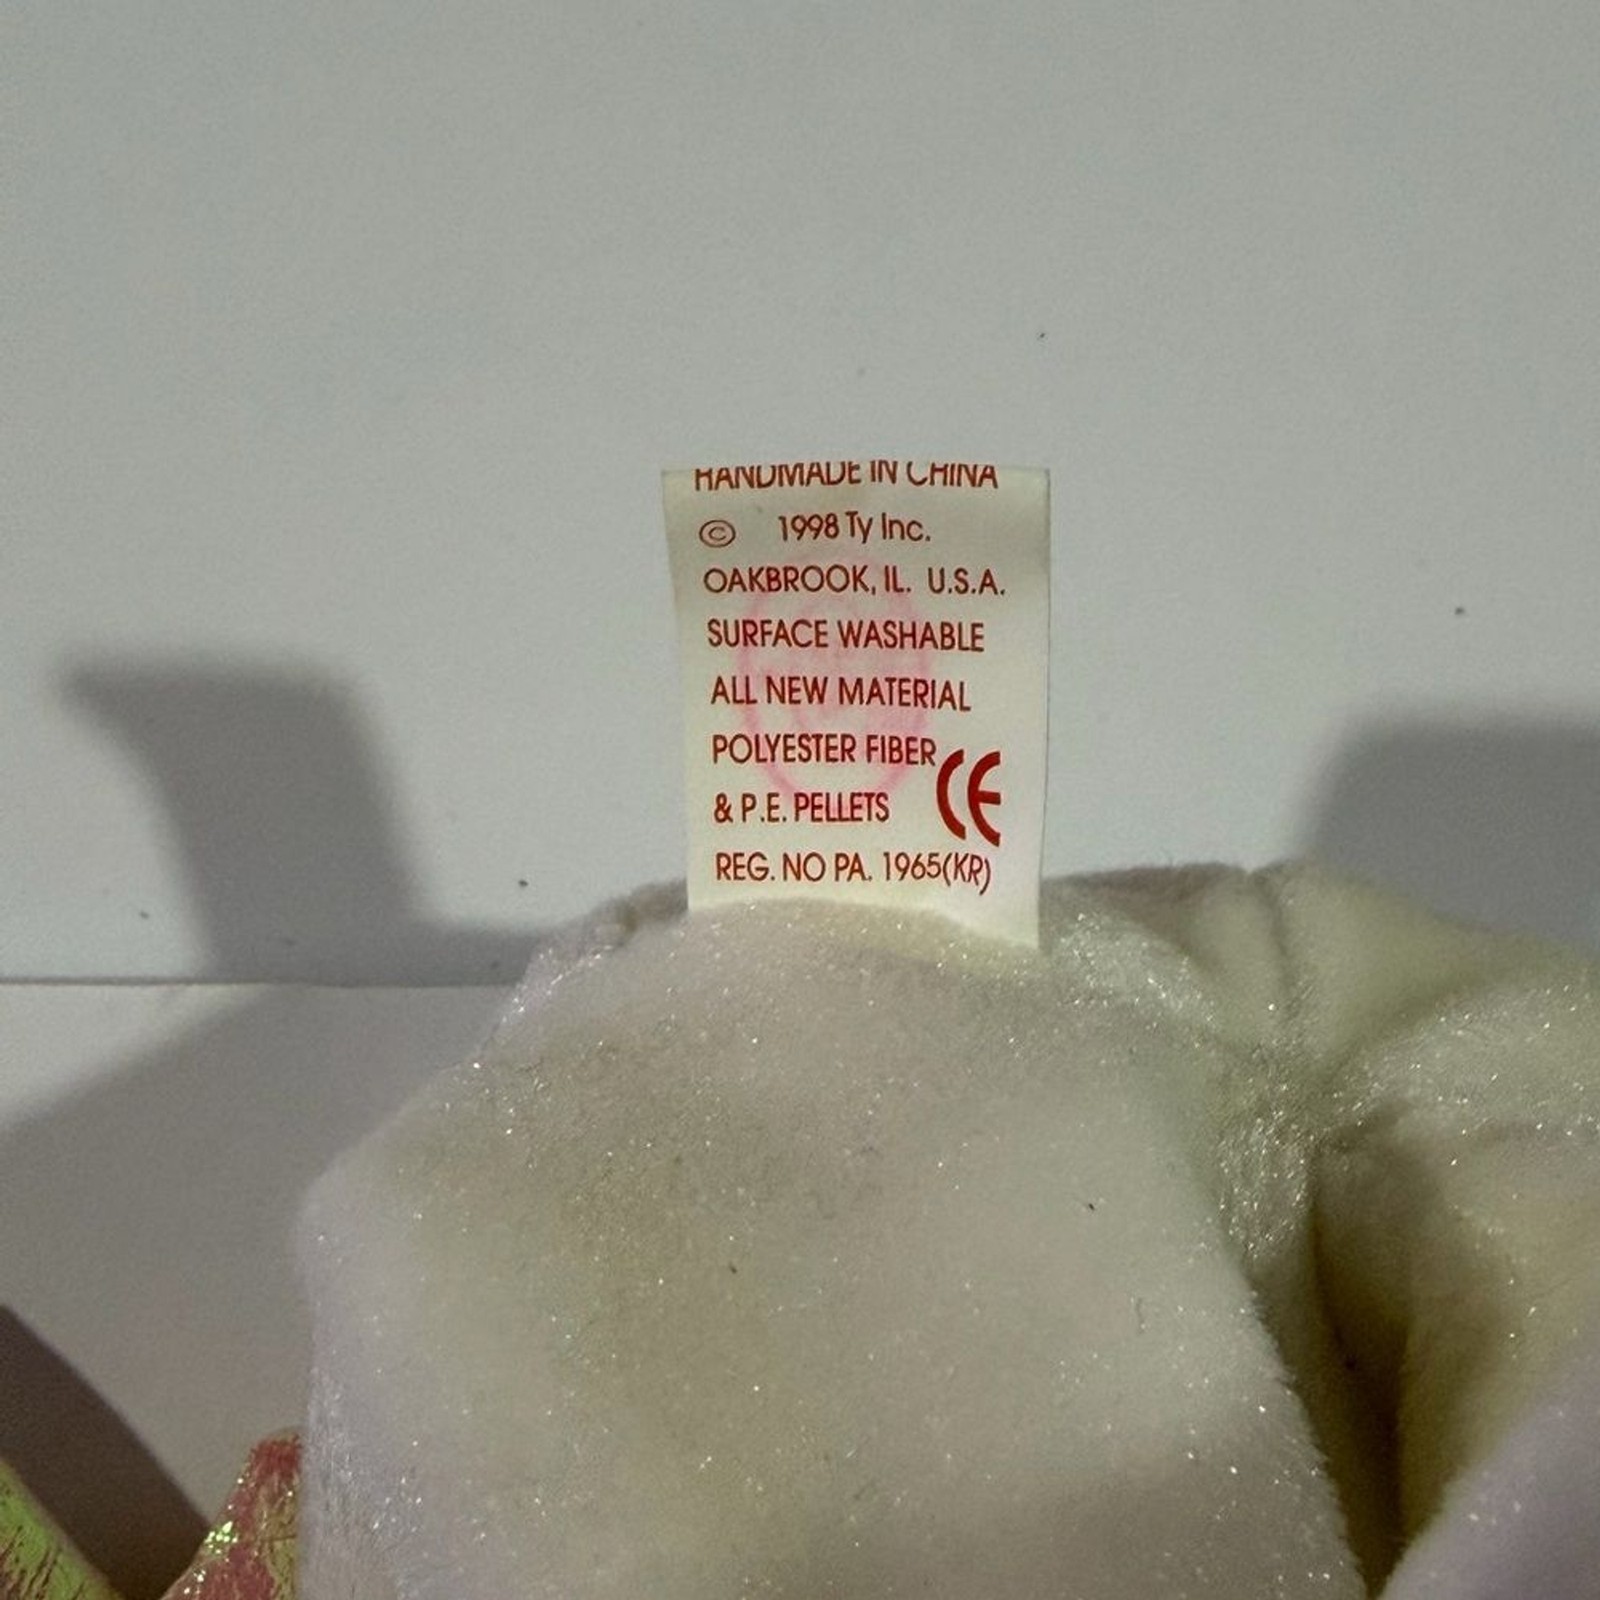 HANDMADE IN CHINA
© 1998 Ty Inc.
OAKBROOK, IL. U.S.A.
SURFACE WASHABLE
ALL NEW MATERIAL
POLYESTER FIBER
& P.E. PELLETS CE
REG. NO PA. 1965(KR)